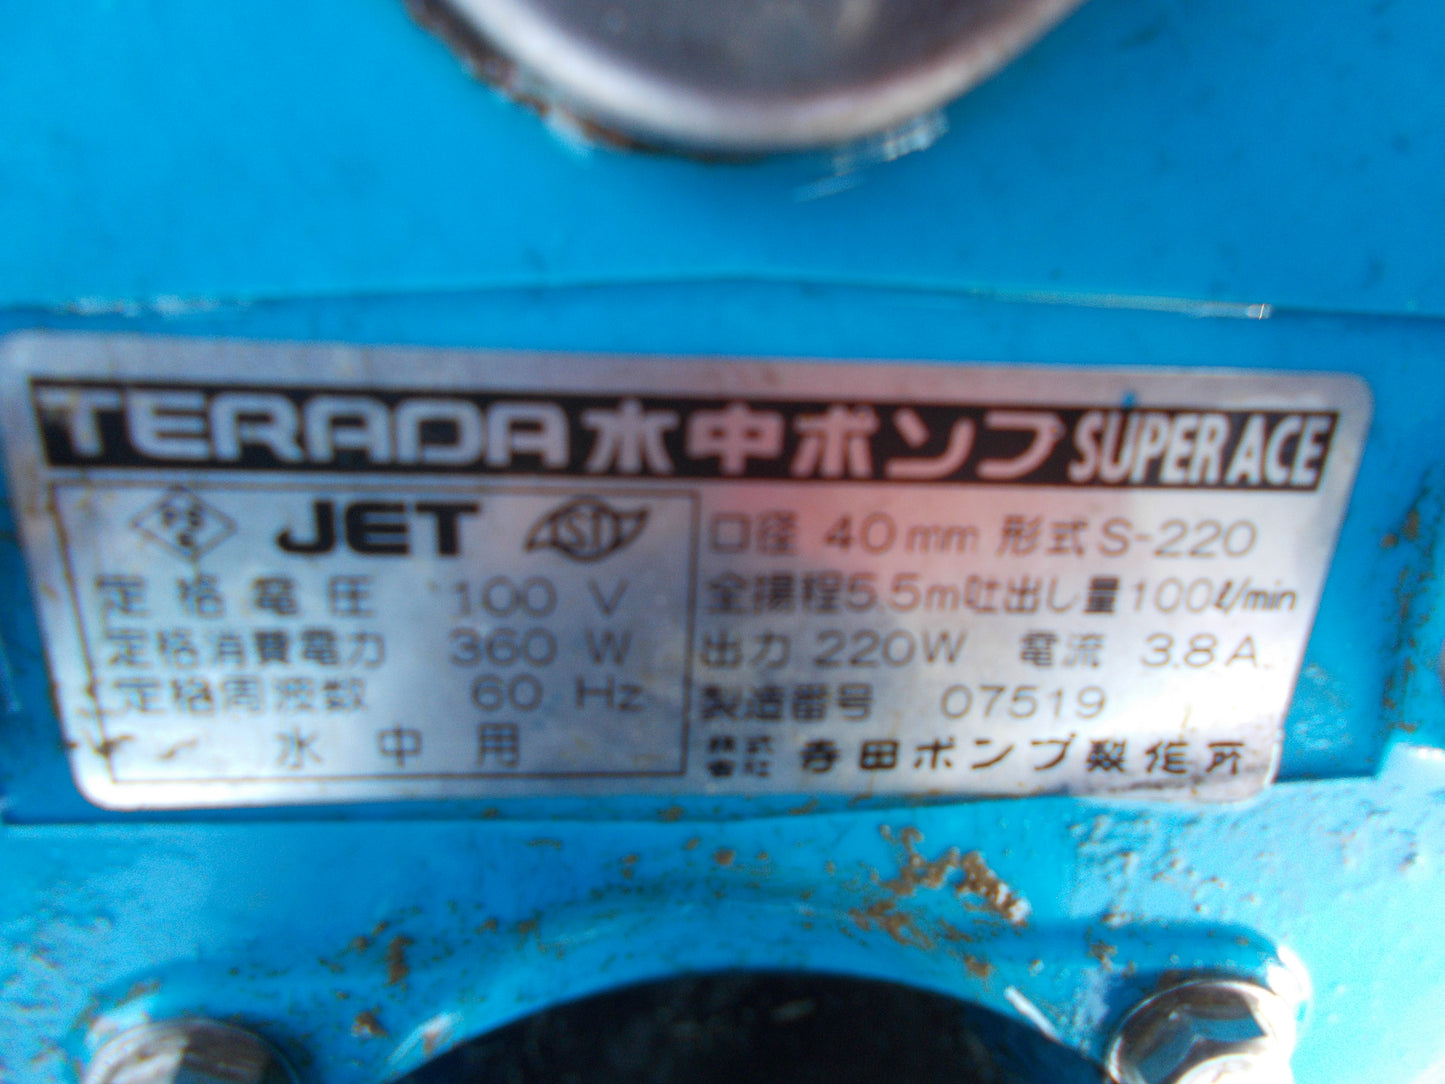 TERADA水中ポンプSUPER ACE
JET
定格電圧 100 V
定格消費電力 360 W
定格周波数 60 Hz
水中用
口径 40mm 形式 S-220
全揚程5.5m吐出し量100ℓ/min
出力 220W 電流 3.8A
製造番号 07519
株式会社 寺田ポンプ製作所